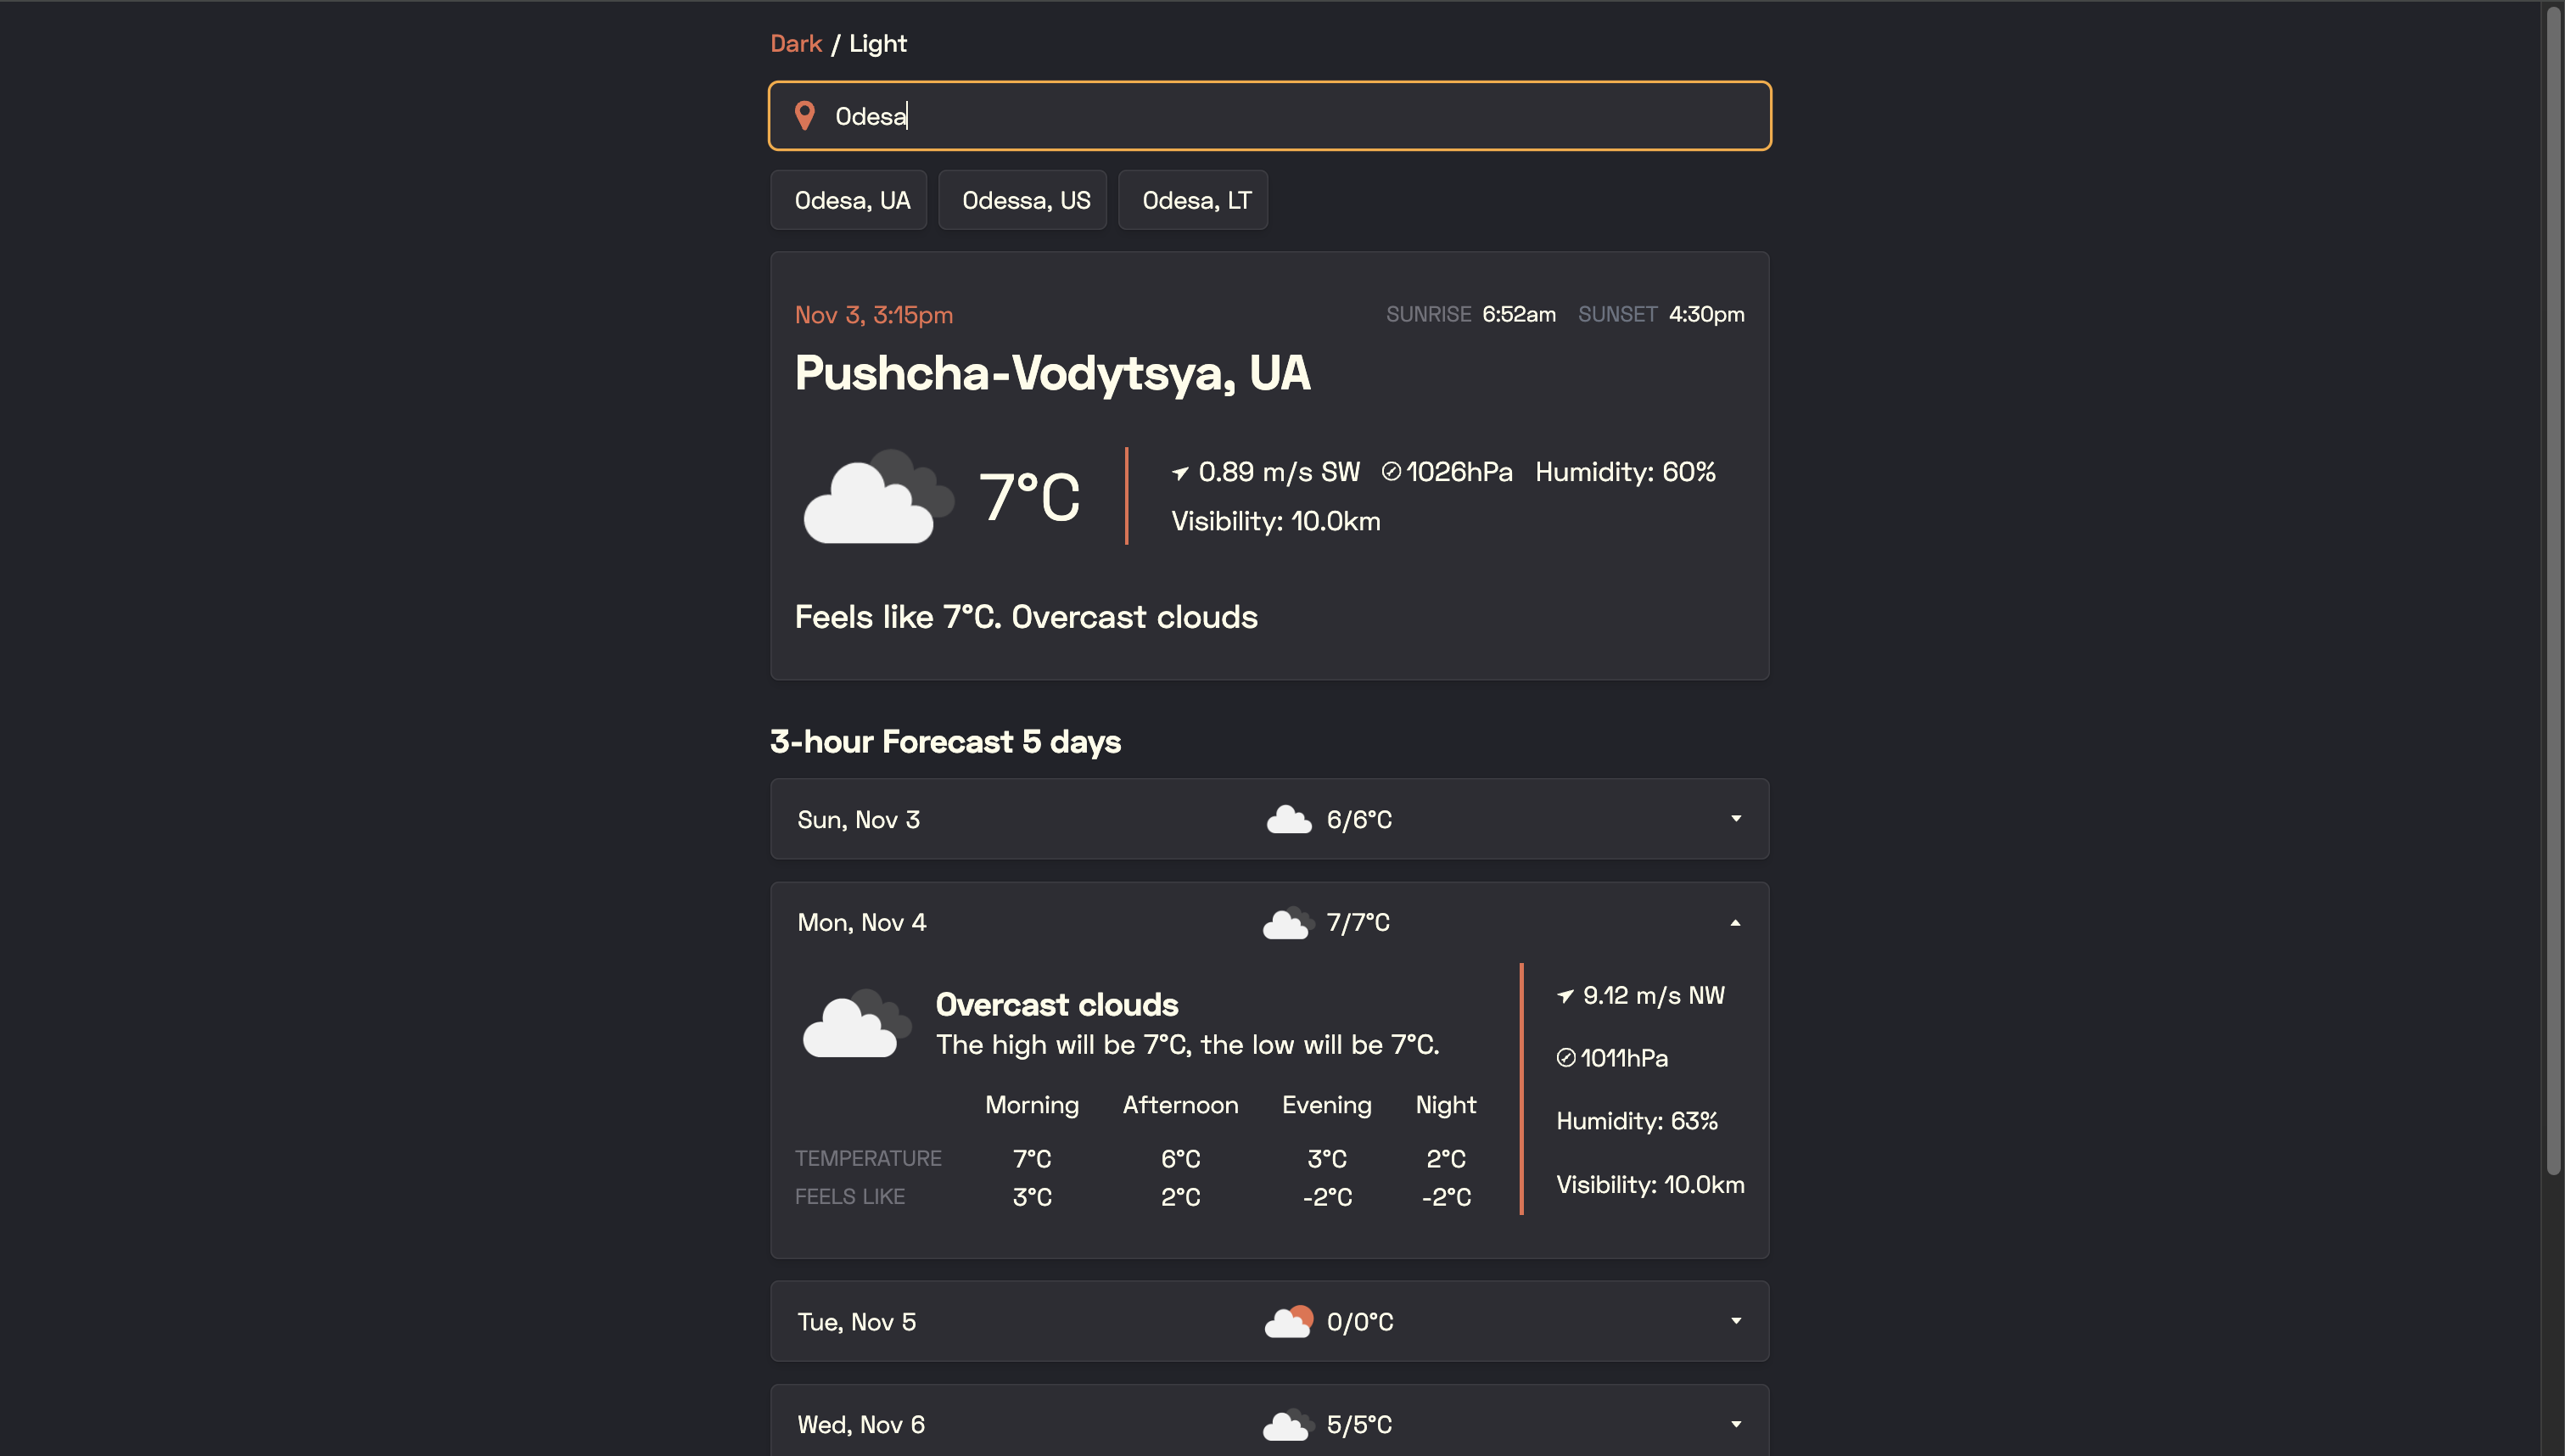 Dark / Light
Odesa
Odesa, UA Odessa, US Odesa, LT
Nov 3, 3:15pm SUNRISE 6:52am SUNSET 4:30pm
Pushcha-Vodytsya, UA
7°C
0.89 m/s SW 1026hPa Humidity: 60%
Visibility: 10.0km
Feels like 7°C. Overcast clouds
3-hour Forecast 5 days
Sun, Nov 3 6/6°C
Mon, Nov 4 7/7°C
Overcast clouds
The high will be 7°C, the low will be 7°C.
Morning Afternoon Evening Night
TEMPERATURE 7°C 6°C 3°C 2°C
FEELS LIKE 3°C 2°C -2°C -2°C
9.12 m/s NW
1011hPa
Humidity: 63%
Visibility: 10.0km
Tue, Nov 5 0/0°C
Wed, Nov 6 5/5°C